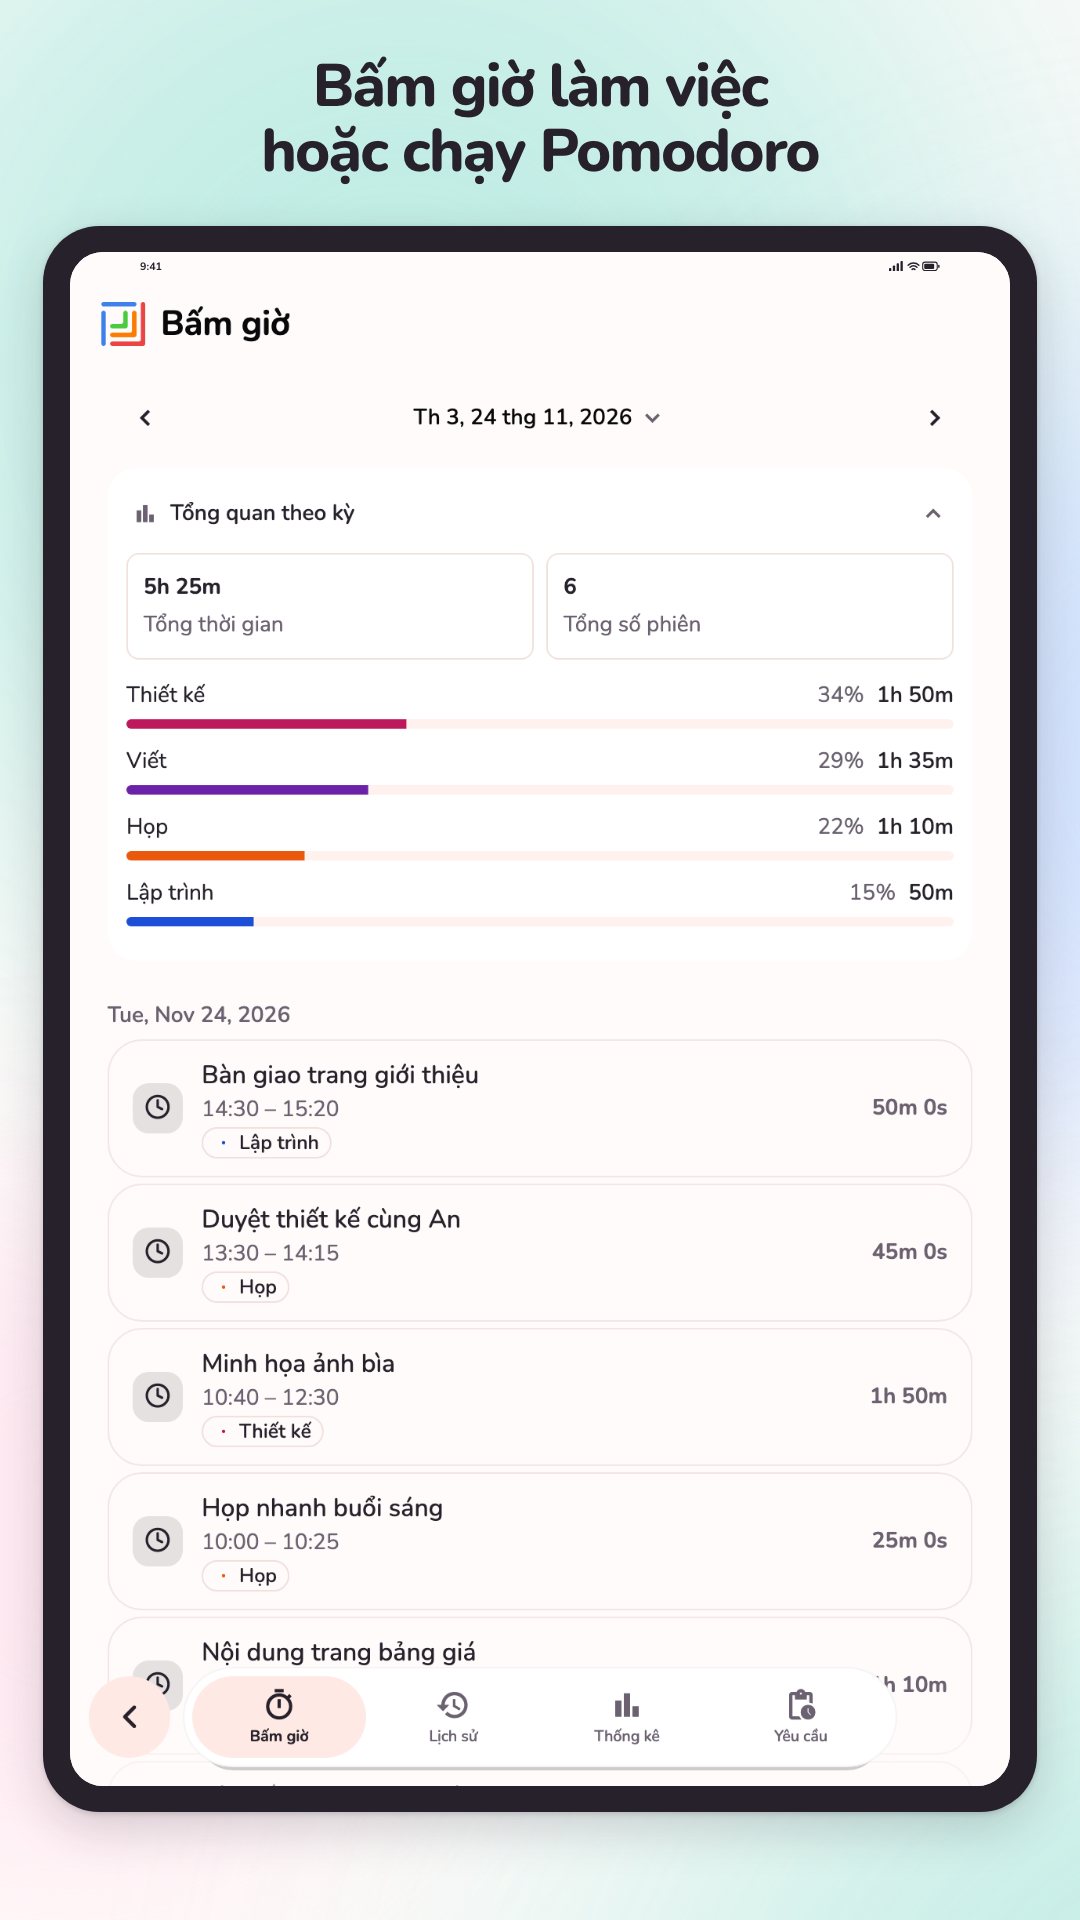 Bấm giờ làm việc
hoặc chạy Pomodoro
9:41
Bấm giờ
Th 3, 24 thg 11, 2026
Tổng quan theo kỳ
5h 25m
Tổng thời gian
6
Tổng số phiên
Thiết kế 34% 1h 50m
Viết 29% 1h 35m
Họp 22% 1h 10m
Lập trình 15% 50m
Tue, Nov 24, 2026
Bàn giao trang giới thiệu
14:30 – 15:20
50m 0s
Lập trình
Duyệt thiết kế cùng An
13:30 – 14:15
45m 0s
Họp
Minh họa ảnh bìa
10:40 – 12:30
1h 50m
Thiết kế
Họp nhanh buổi sáng
10:00 – 10:25
25m 0s
Họp
Nội dung trang bảng giá
10m
Bấm giờ
Lịch sử
Thống kê
Yêu cầu